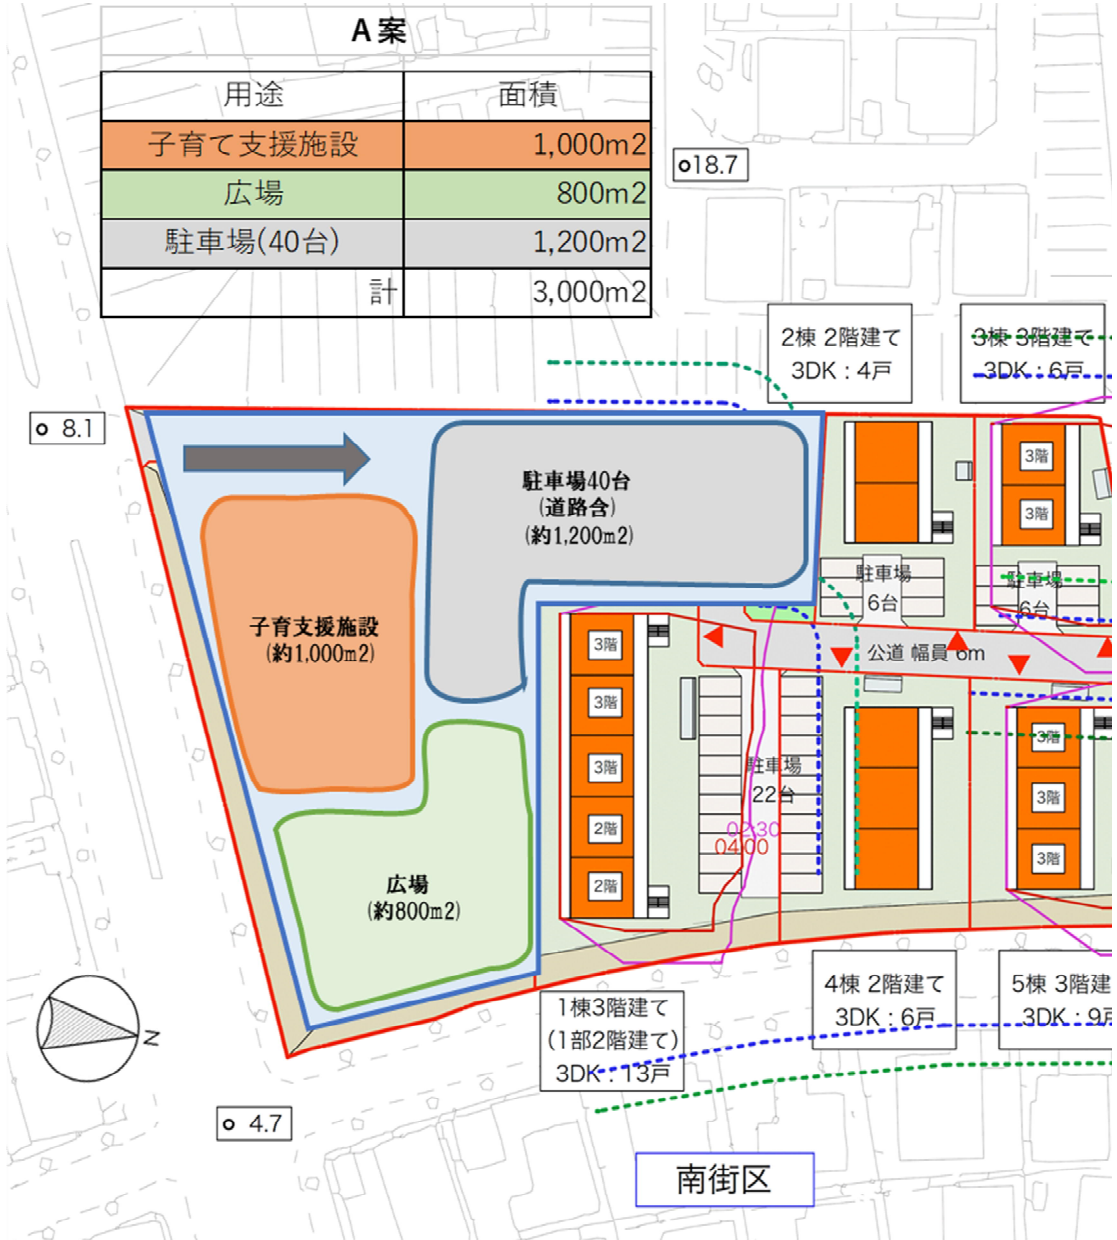 A案
用途 面積
子育て支援施設 1,000m2
広場 800m2
駐車場(40台) 1,200m2
計 3,000m2
18.7
2棟 2階建て
3DK：4戸
3棟 3階建て
3DK：6戸
8.1
駐車場40台
(道路含)
(約1,200m2)
3階
3階
駐車場
6台
駐車場
6台
子育支援施設
(約1,000m2)
3階
3階
3階
2階
2階
公道 幅員 6m
駐車場
22台
02:30
04:00
3階
3階
3階
広場
(約800m2)
N
1棟3階建て
(1部2階建て)
3DK：13戸
4棟 2階建て
3DK：6戸
5棟 3階建
3DK：9戸
4.7
南街区